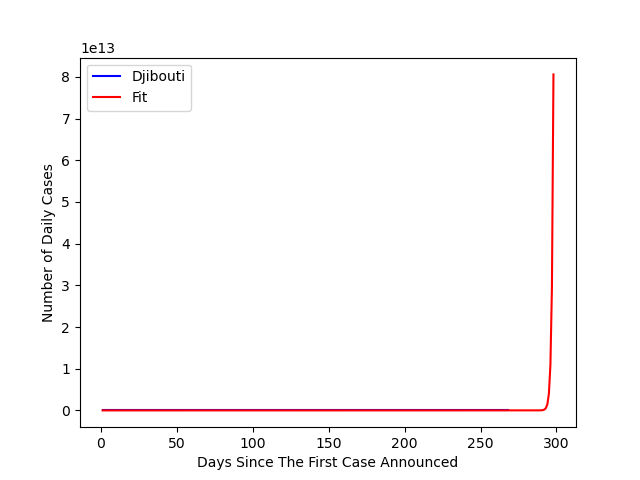 1e13
Djibouti
Fit
8
7
6
5
4
3
2
1
0
Number of Daily Cases
0 50 100 150 200 250 300
Days Since The First Case Announced